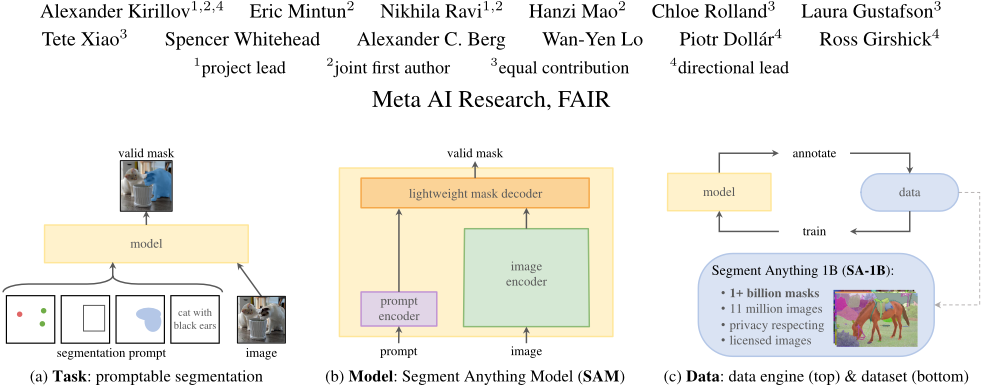 Alexander Kirillov1,2,4 Eric Mintun2 Nikhila Ravi1,2 Hanzi Mao2 Chloe Rolland3 Laura Gustafson3
Tete Xiao3 Spencer Whitehead Alexander C. Berg Wan-Yen Lo Piotr Dollár4 Ross Girshick4
1project lead 2joint first author 3equal contribution 4directional lead
Meta AI Research, FAIR
valid mask
model
cat with
black ears
segmentation prompt
image
(a) Task: promptable segmentation
valid mask
lightweight mask decoder
image
encoder
prompt
encoder
prompt
image
(b) Model: Segment Anything Model (SAM)
annotate
model
data
train
Segment Anything 1B (SA-1B):
• 1+ billion masks
• 11 million images
• privacy respecting
• licensed images
(c) Data: data engine (top) & dataset (bottom)